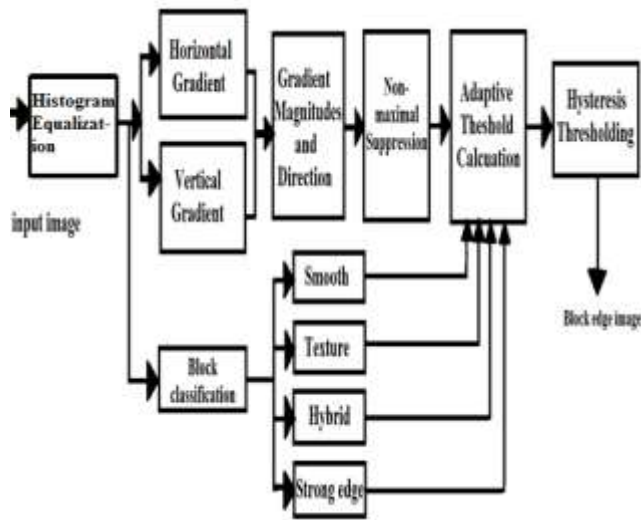 Histogram
Equalizat-
ion
input image
Horizontal
Gradient
Vertical
Gradient
Gradient
Magnitudes
and
Direction
Non-
maximal
Suppression
Adaptive
Theshold
Calcuation
Hysteresis
Thresholding
Block edge image
Block
classification
Smooth
Texture
Hybrid
Strong edge